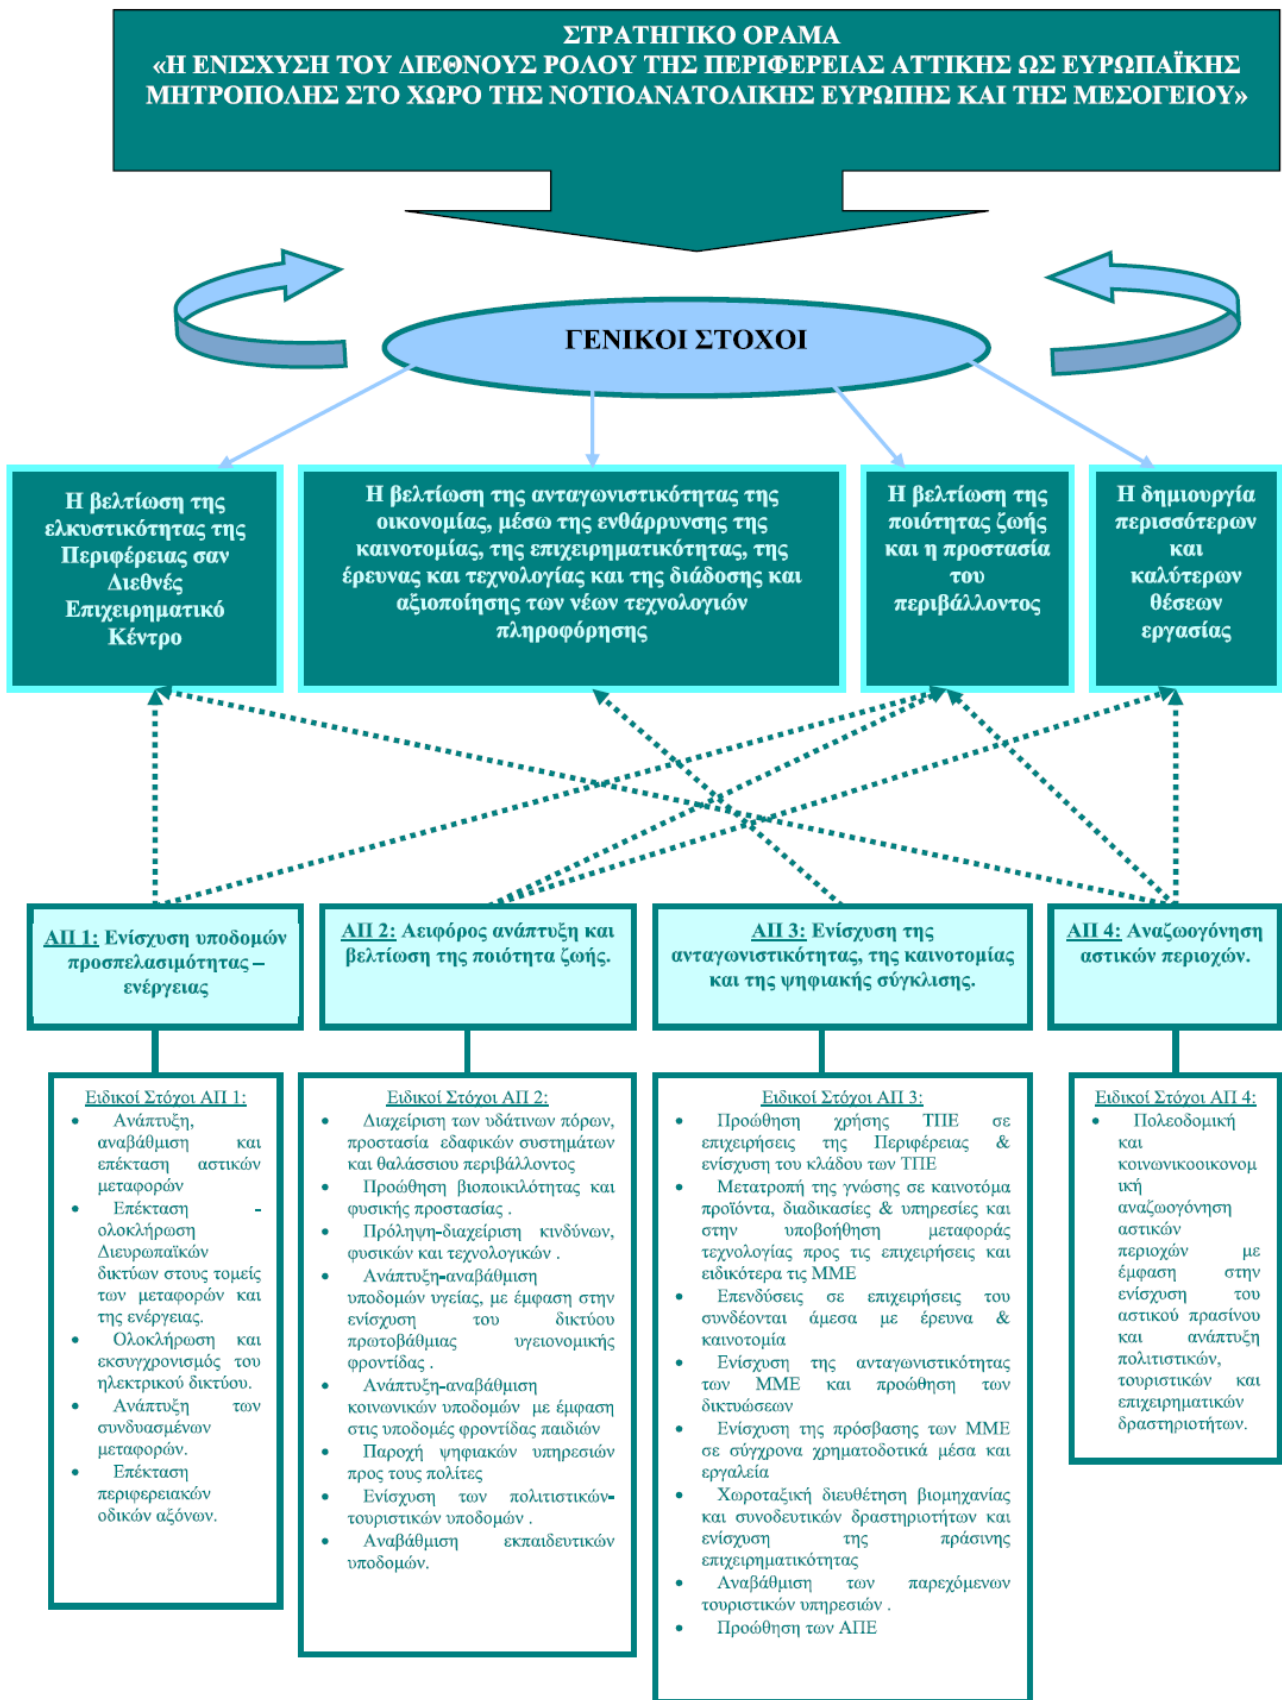 ΣΤΡΑΤΗΓΙΚΟ ΟΡΑΜΑ
«Η ΕΝΙΣΧΥΣΗ ΤΟΥ ΔΙΕΘΝΟΥΣ ΡΟΛΟΥ ΤΗΣ ΠΕΡΙΦΕΡΕΙΑΣ ΑΤΤΙΚΗΣ ΩΣ ΕΥΡΩΠΑΪΚΗΣ
ΜΗΤΡΟΠΟΛΗΣ ΣΤΟ ΧΩΡΟ ΤΗΣ ΝΟΤΙΟΑΝΑΤΟΛΙΚΗΣ ΕΥΡΩΠΗΣ ΚΑΙ ΤΗΣ ΜΕΣΟΓΕΙΟΥ»
ΓΕΝΙΚΟΙ ΣΤΟΧΟΙ
Η βελτίωση της
ελκυστικότητας της
Περιφέρειας σαν
Διεθνές
Επιχειρηματικό
Κέντρο
Η βελτίωση της ανταγωνιστικότητας της
οικονομίας, μέσω της ενθάρρυνσης της
καινοτομίας, της επιχειρηματικότητας, της
έρευνας και τεχνολογίας και της διάδοσης και
αξιοποίησης των νέων τεχνολογιών
πληροφόρησης
Η βελτίωση της
ποιότητας ζωής
και η προστασία
του
περιβάλλοντος
Η δημιουργία
περισσότερων
και
καλύτερων
θέσεων
εργασίας
ΑΠ 1: Ενίσχυση υποδομών
προσπελασιμότητας –
ενέργειας
ΑΠ 2: Αειφόρος ανάπτυξη και
βελτίωση της ποιότητα ζωής.
ΑΠ 3: Ενίσχυση της
ανταγωνιστικότητας, της καινοτομίας
και της ψηφιακής σύγκλισης.
ΑΠ 4: Αναζωογόνηση
αστικών περιοχών.
Ειδικοί Στόχοι ΑΠ 1:
• Ανάπτυξη,
αναβάθμιση και
επέκταση αστικών
μεταφορών
• Επέκταση -
ολοκλήρωση
Διευρωπαϊκών
δικτύων στους τομείς
των μεταφορών και
της ενέργειας.
• Ολοκλήρωση και
εκσυγχρονισμός του
ηλεκτρικού δικτύου.
• Ανάπτυξη των
συνδυασμένων
μεταφορών.
• Επέκταση
περιφερειακών
οδικών αξόνων.
Ειδικοί Στόχοι ΑΠ 2:
• Διαχείριση των υδάτινων πόρων,
προστασία εδαφικών συστημάτων
και θαλάσσιου περιβάλλοντος
• Προώθηση βιοποικιλότητας και
φυσικής προστασίας .
• Πρόληψη-διαχείριση κινδύνων,
φυσικών και τεχνολογικών .
• Ανάπτυξη-αναβάθμιση
υποδομών υγείας, με έμφαση στην
ενίσχυση του δικτύου
πρωτοβάθμιας υγειονομικής
φροντίδας .
• Ανάπτυξη-αναβάθμιση
κοινωνικών υποδομών με έμφαση
στις υποδομές φροντίδας παιδιών
• Παροχή ψηφιακών υπηρεσιών
προς τους πολίτες
• Ενίσχυση των πολιτιστικών-
τουριστικών υποδομών .
• Αναβάθμιση εκπαιδευτικών
υποδομών.
Ειδικοί Στόχοι ΑΠ 3:
• Προώθηση χρήσης ΤΠΕ σε
επιχειρήσεις της Περιφέρειας &
ενίσχυση του κλάδου των ΤΠΕ
• Μετατροπή της γνώσης σε καινοτόμα
προϊόντα, διαδικασίες & υπηρεσίες και
στην υποβοήθηση μεταφοράς
τεχνολογίας προς τις επιχειρήσεις και
ειδικότερα τις ΜΜΕ
• Επενδύσεις σε επιχειρήσεις του
συνδέονται άμεσα με έρευνα &
καινοτομία
• Ενίσχυση της ανταγωνιστικότητας
των ΜΜΕ και προώθηση των
δικτυώσεων
• Ενίσχυση της πρόσβασης των ΜΜΕ
σε σύγχρονα χρηματοδοτικά μέσα και
εργαλεία
• Χωροταξική διευθέτηση βιομηχανίας
και συνοδευτικών δραστηριοτήτων και
ενίσχυση της πράσινης
επιχειρηματικότητας
• Αναβάθμιση των παρεχόμενων
τουριστικών υπηρεσιών .
• Προώθηση των ΑΠΕ
Ειδικοί Στόχοι ΑΠ 4:
• Πολεοδομική
και
κοινωνικοοικονομ
ική
αναζωογόνηση
αστικών
περιοχών με
έμφαση στην
ενίσχυση του
αστικού πρασίνου
και ανάπτυξη
πολιτιστικών,
τουριστικών και
επιχειρηματικών
δραστηριοτήτων.